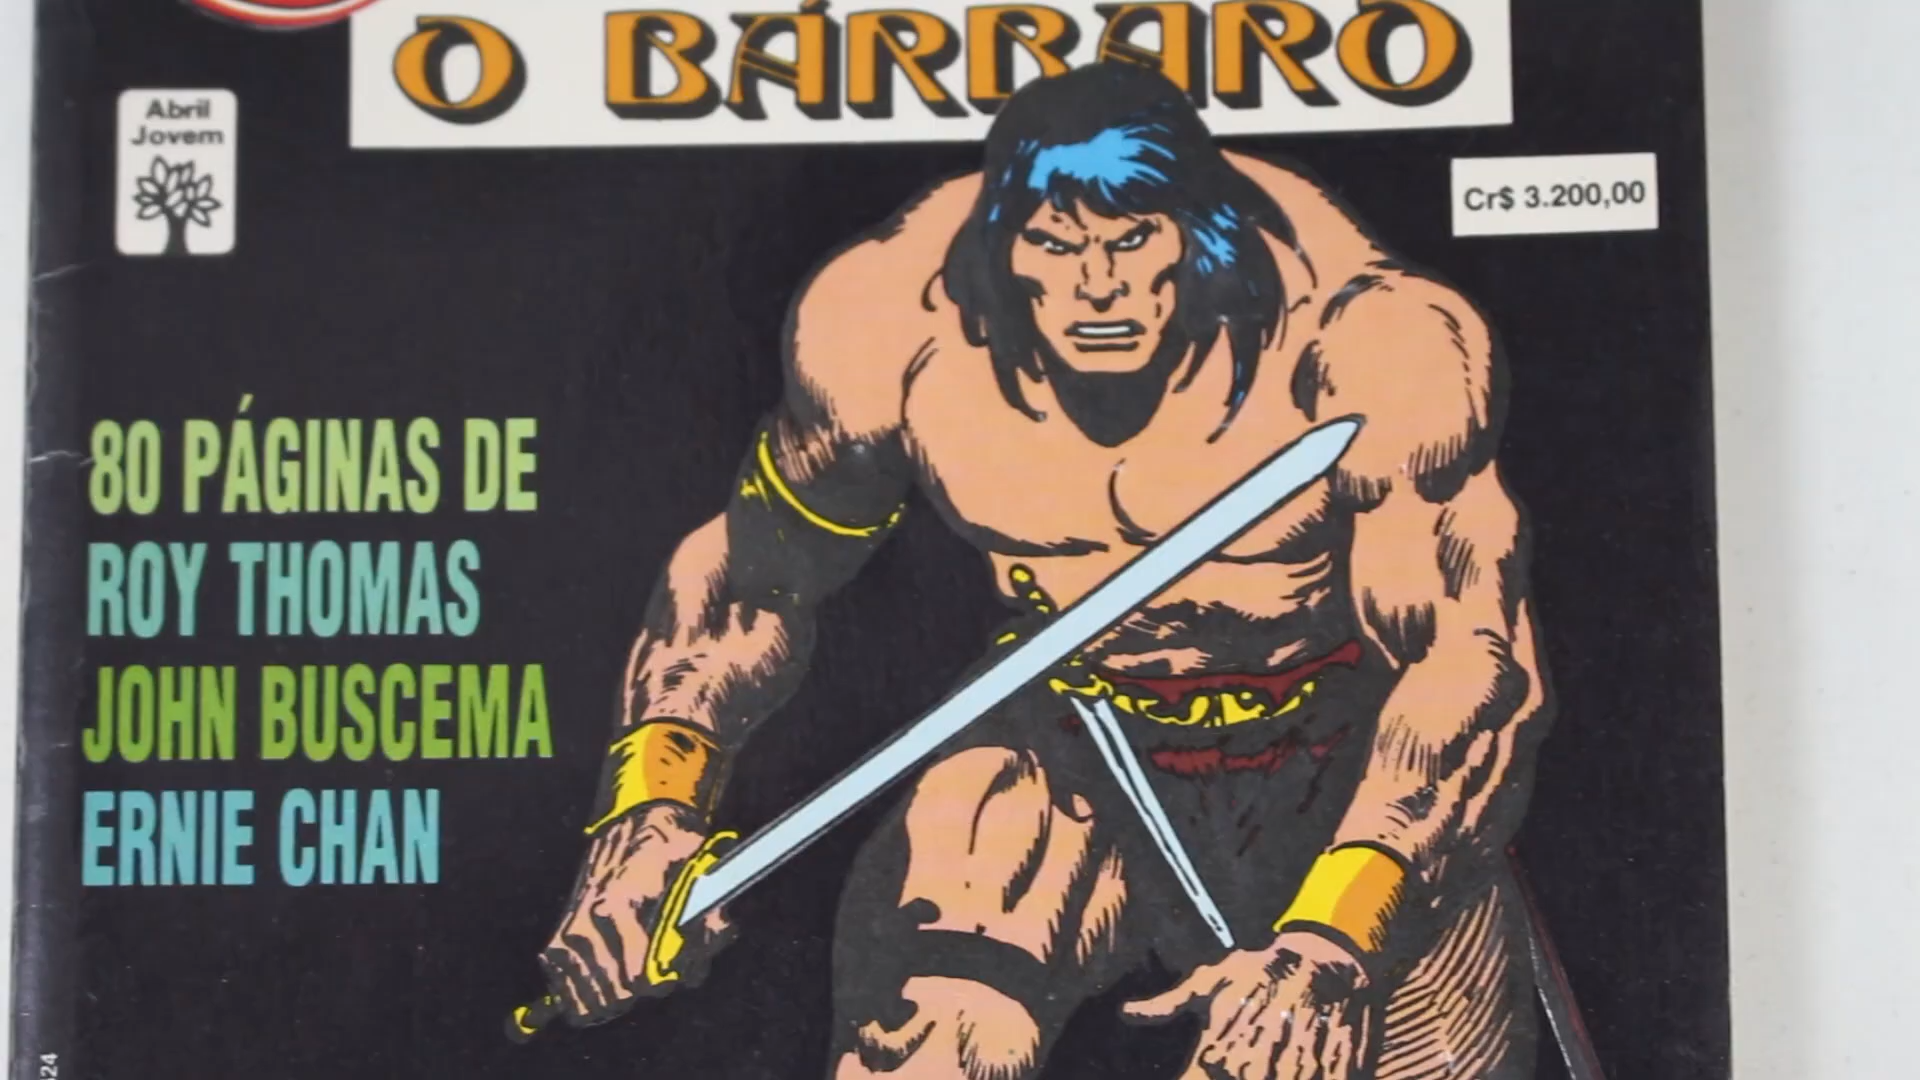 O BÁRBARO
Abril
Jovem
Cr$ 3.200,00
80 PÁGINAS DE
ROY THOMAS
JOHN BUSCEMA
ERNIE CHAN